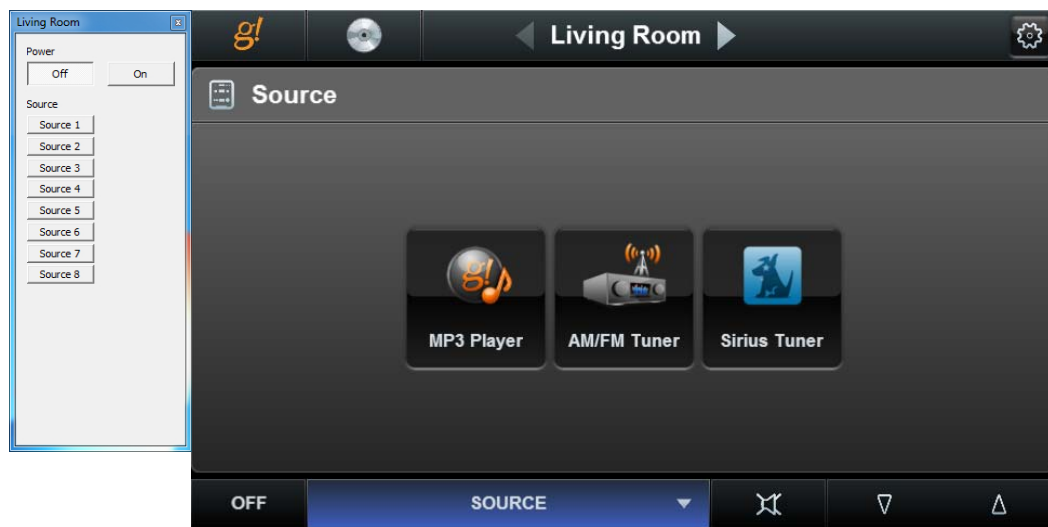 Living Room
x
Power
Off On
Source
Source 1
Source 2
Source 3
Source 4
Source 5
Source 6
Source 7
Source 8
g!
Living Room
Source
g!
MP3 Player AM/FM Tuner Sirius Tuner
OFF SOURCE